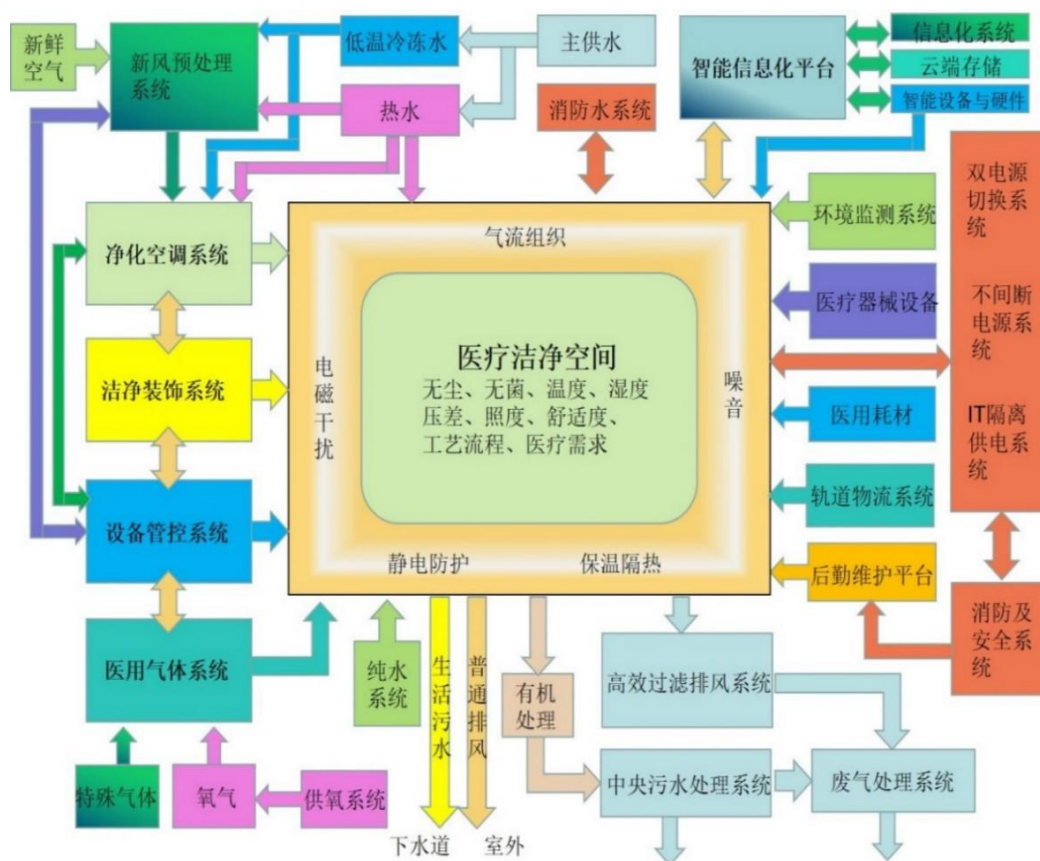 新鲜
空气
新风预处理
系统
低温冷冻水
主供水
热水
消防水系统
智能信息化平台
信息化系统
云端存储
智能设备与硬件
双电源
切换系统
不间断
电源系统
IT隔离
供电系统
环境监测系统
医疗器械设备
医用耗材
轨道物流系统
后勤维护平台
消防及
安全系统
净化空调系统
洁净装饰系统
设备管控系统
医用气体系统
特殊气体
氧气
供氧系统
气流组织
电磁干扰
噪音
医疗洁净空间
无尘、无菌、温度、湿度
压差、照度、舒适度、
工艺流程、医疗需求
静电防护
保温隔热
纯水
系统
生活污水
普通排风
有机
处理
高效过滤排风系统
中央污水处理系统
废气处理系统
下水道
室外